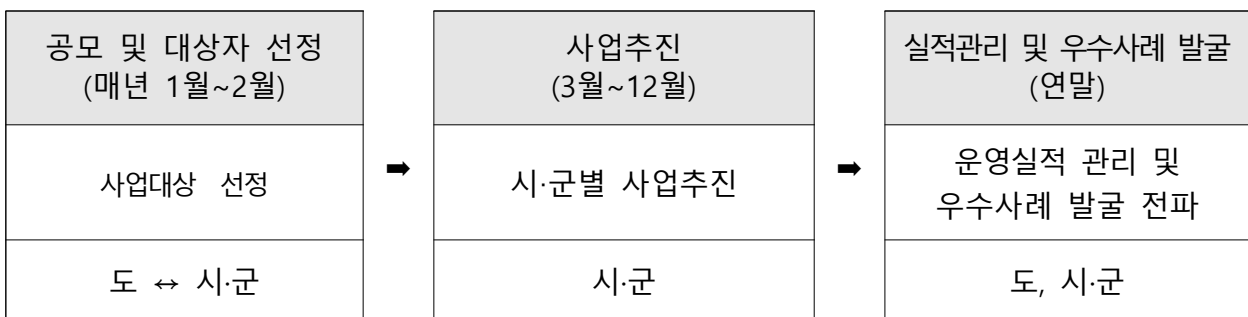 공모 및 대상자 선정
(매년 1월~2월)
사업대상 선정
도 ↔ 시·군
➡
사업추진
(3월~12월)
시·군별 사업추진
시·군
➡
실적관리 및 우수사례 발굴
(연말)
운영실적 관리 및
우수사례 발굴 전파
도, 시·군